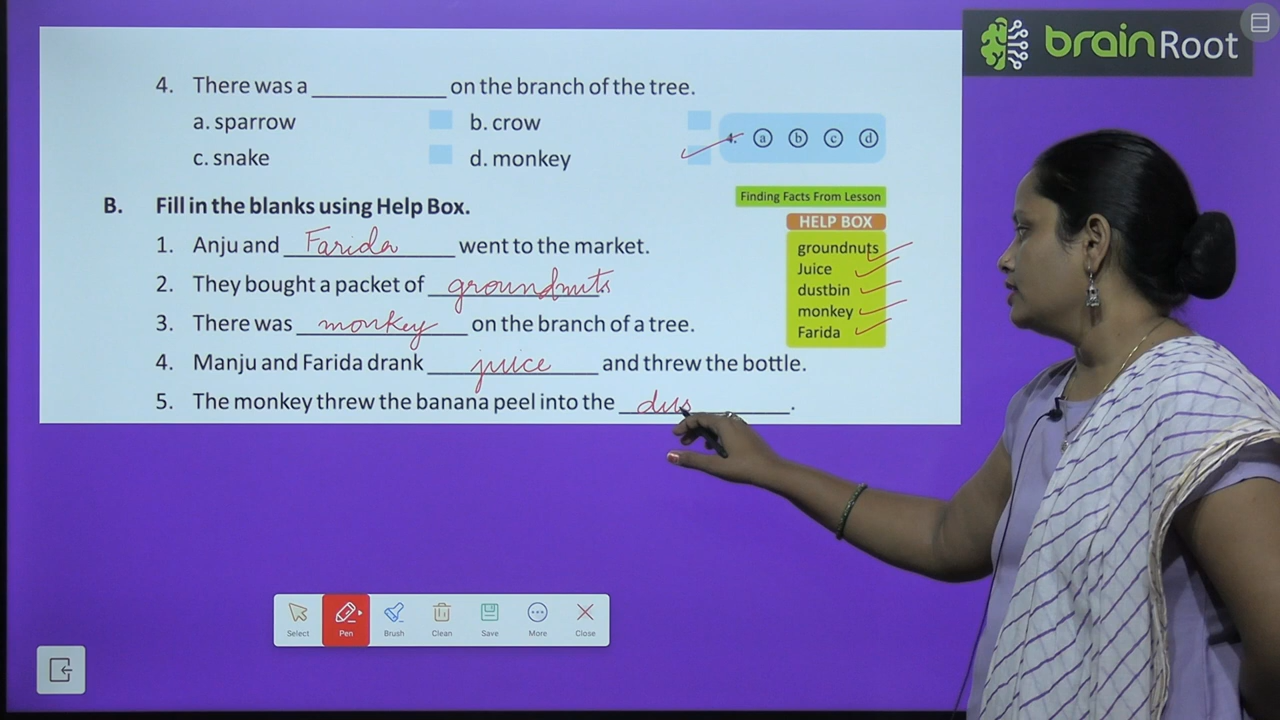 brainRoot
4. There was a __________ on the branch of the tree.
a. sparrow b. crow
c. snake d. monkey
4. a b c d
B. Fill in the blanks using Help Box.
Finding Facts From Lesson
HELP BOX
groundnuts
Juice
dustbin
monkey
Farida
1. Anju and Farida went to the market.
2. They bought a packet of groundnuts
3. There was monkey on the branch of a tree.
4. Manju and Farida drank juice and threw the bottle.
5. The monkey threw the banana peel into the dus.
Select Pen Brush Clean Save More Close